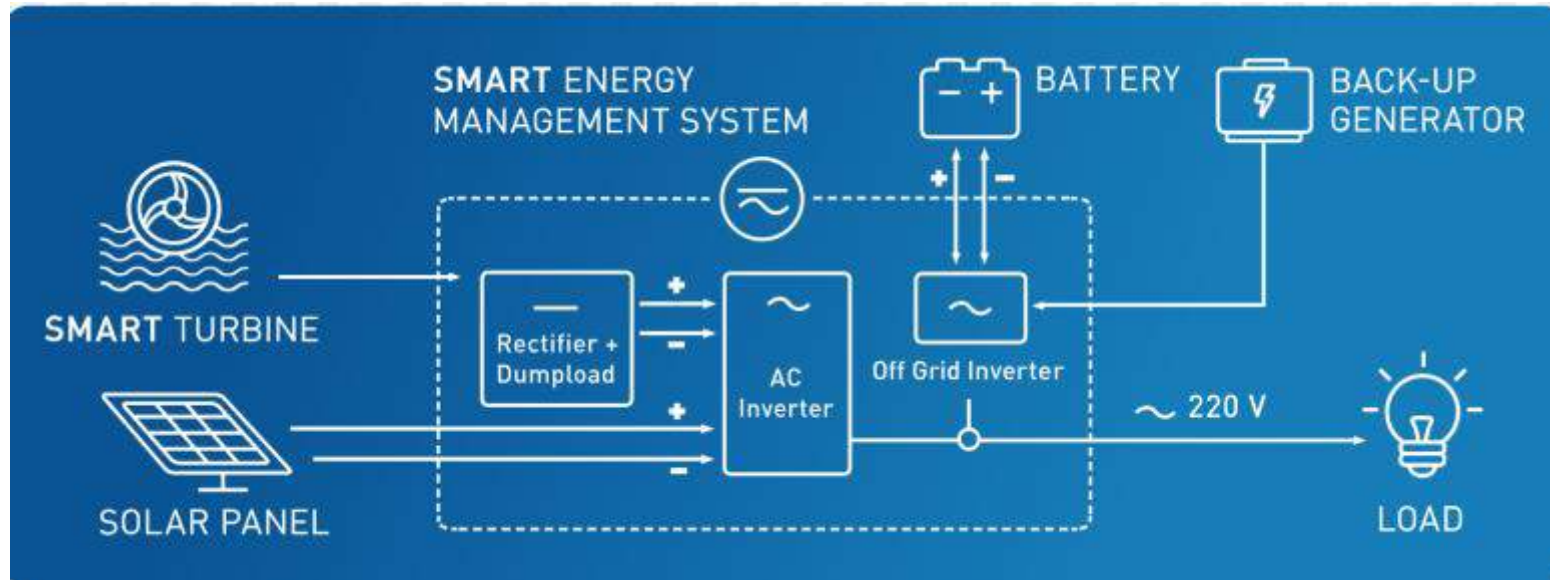 SMART ENERGY
MANAGEMENT SYSTEM
- +
BATTERY
BACK-UP
GENERATOR
+ -
SMART TURBINE
Rectifier +
Dumpload
+
-
AC
Inverter
Off Grid Inverter
~ 220 V
+
-
SOLAR PANEL
LOAD